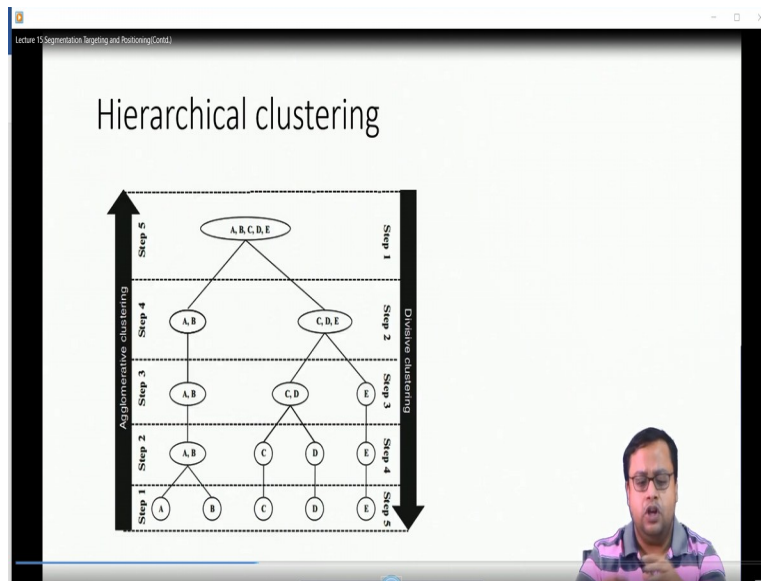 Lecture 15 Segmentation Targeting and Positioning(Contd.)
Hierarchical clustering
Agglomerative clustering
Divisive clustering
Step 5
A, B, C, D, E
Step 1
Step 4
A, B
C, D, E
Step 2
Step 3
A, B
C, D
E
Step 3
Step 2
A, B
C
D
E
Step 4
Step 1
A
B
C
D
E
Step 5